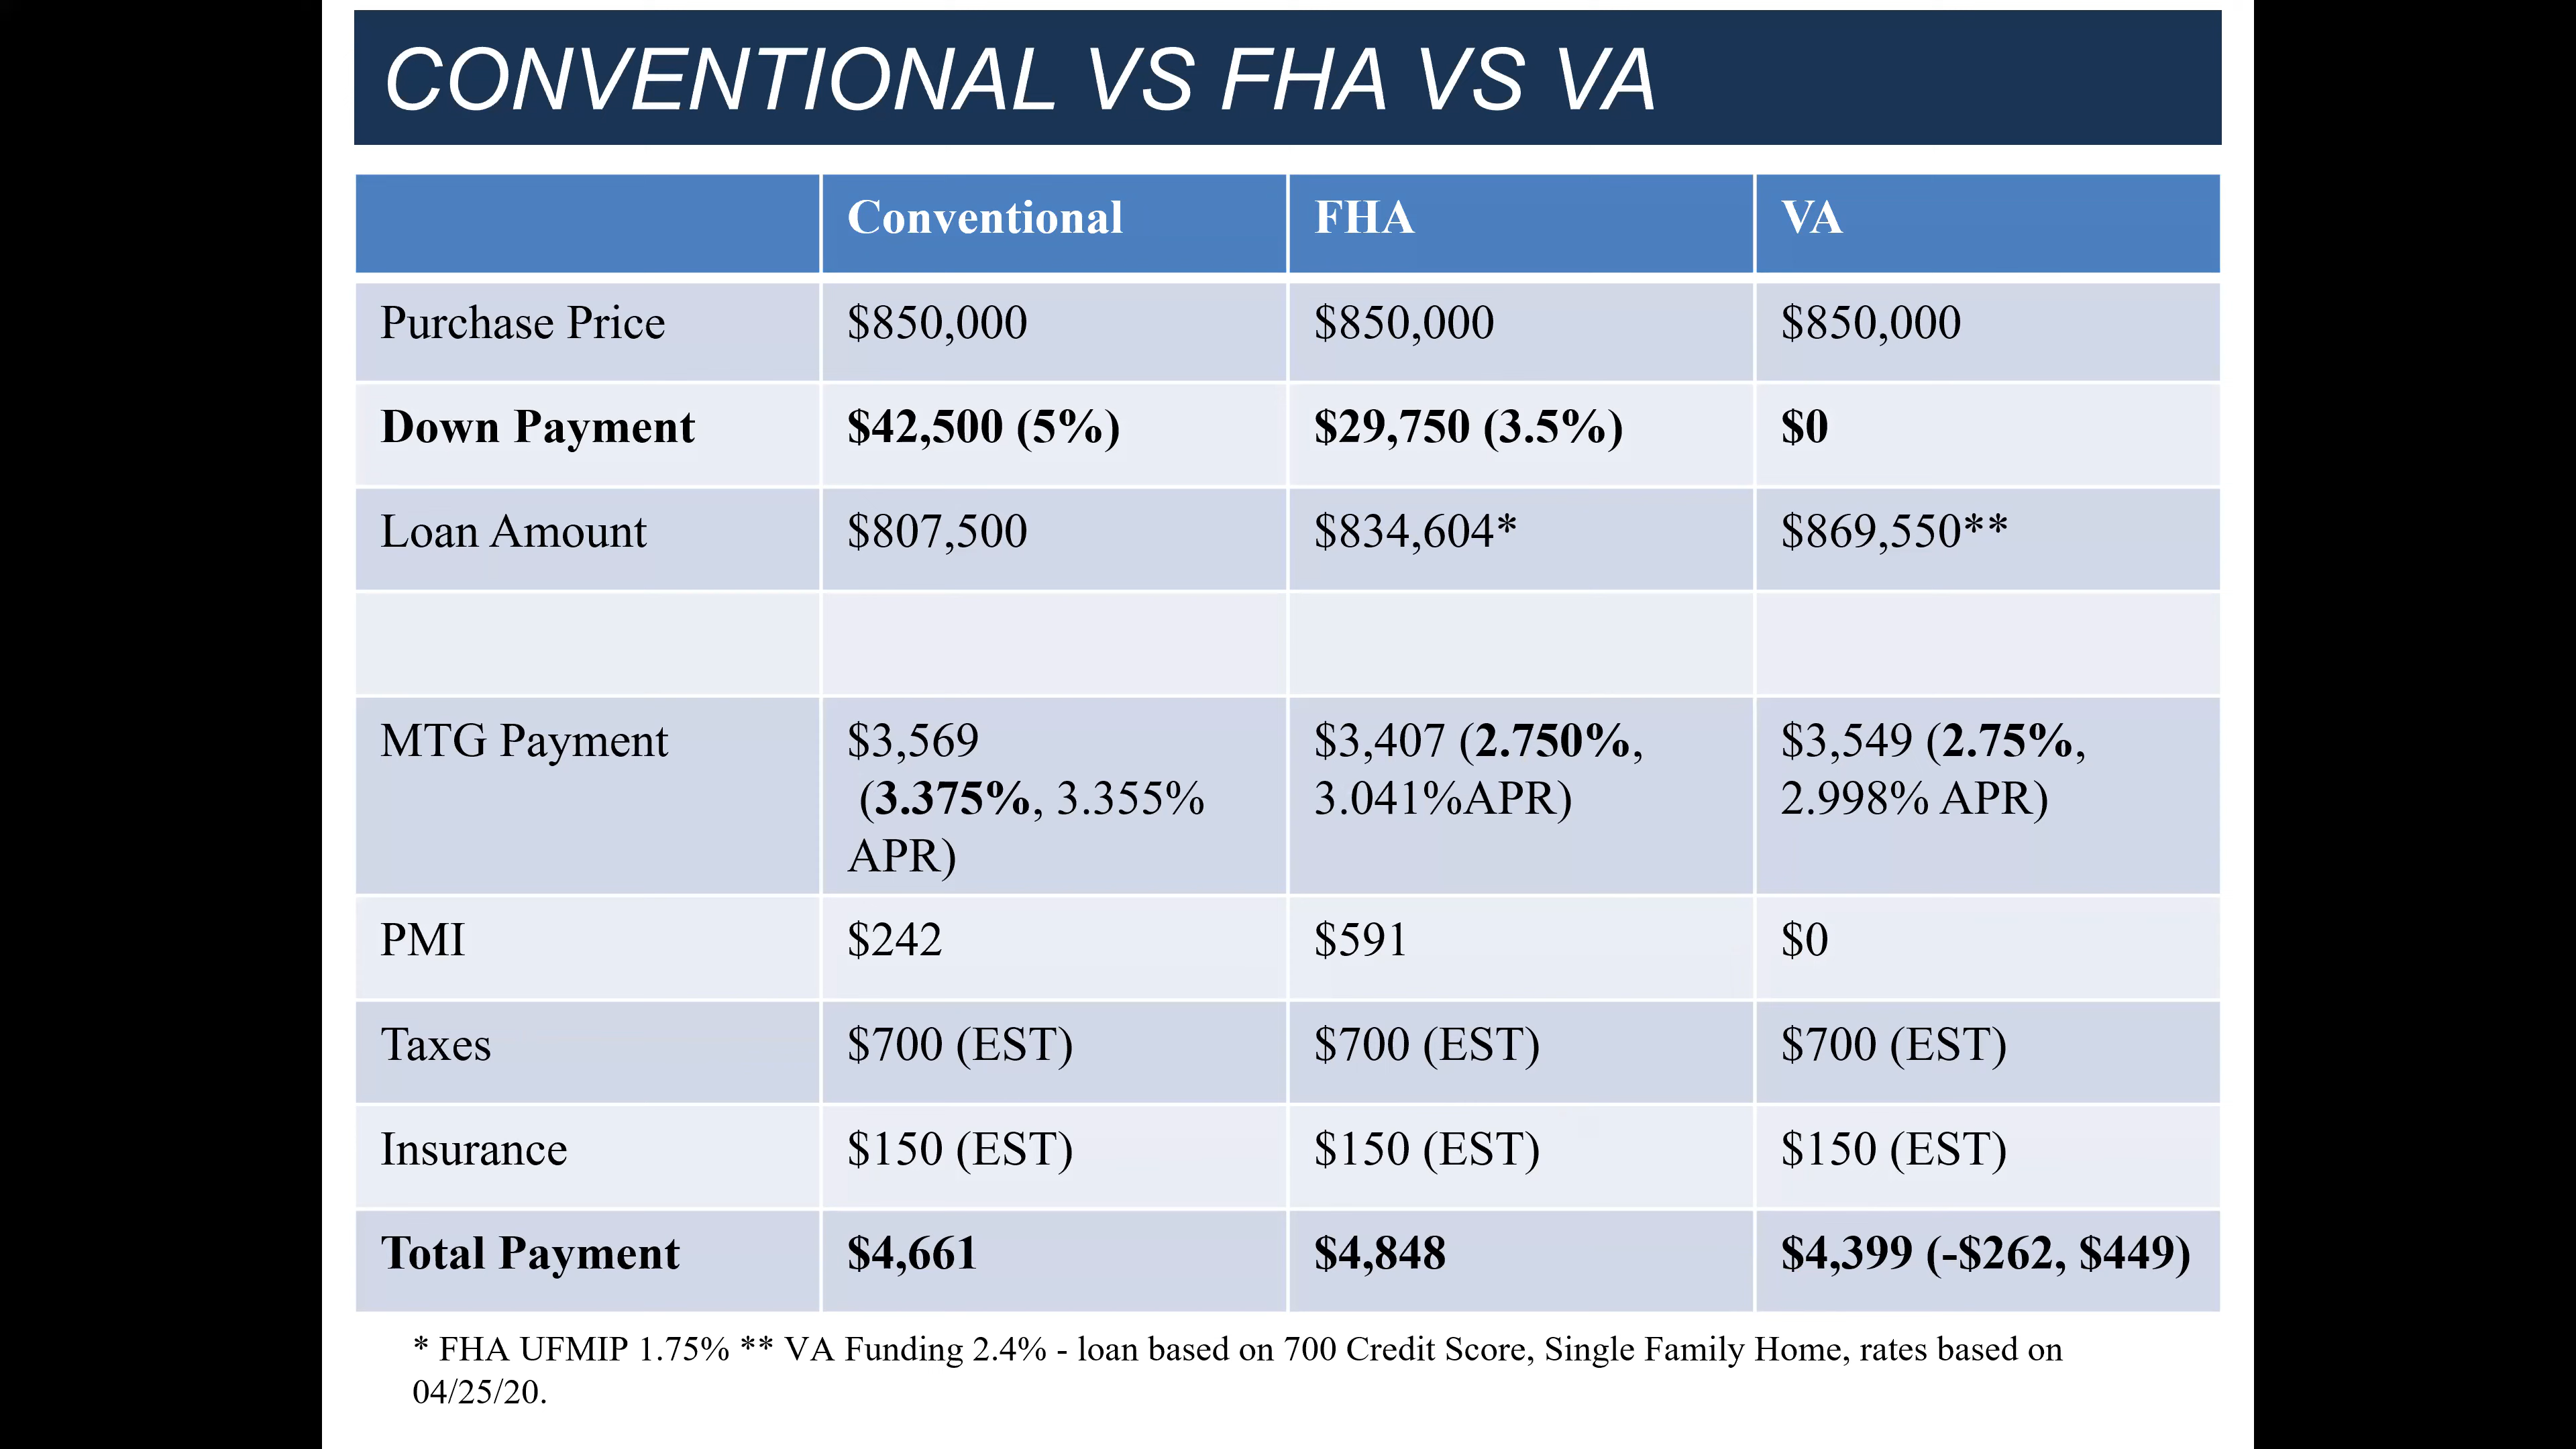 CONVENTIONAL VS FHA VS VA
Conventional FHA VA
Purchase Price $850,000 $850,000 $850,000
Down Payment $42,500 (5%) $29,750 (3.5%) $0
Loan Amount $807,500 $834,604* $869,550**
MTG Payment $3,569 $3,407 (2.750%, $3,549 (2.75%,
(3.375%, 3.355% 3.041%APR) 2.998% APR)
APR)
PMI $242 $591 $0
Taxes $700 (EST) $700 (EST) $700 (EST)
Insurance $150 (EST) $150 (EST) $150 (EST)
Total Payment $4,661 $4,848 $4,399 (-$262, $449)
* FHA UFMIP 1.75% ** VA Funding 2.4% - loan based on 700 Credit Score, Single Family Home, rates based on
04/25/20.